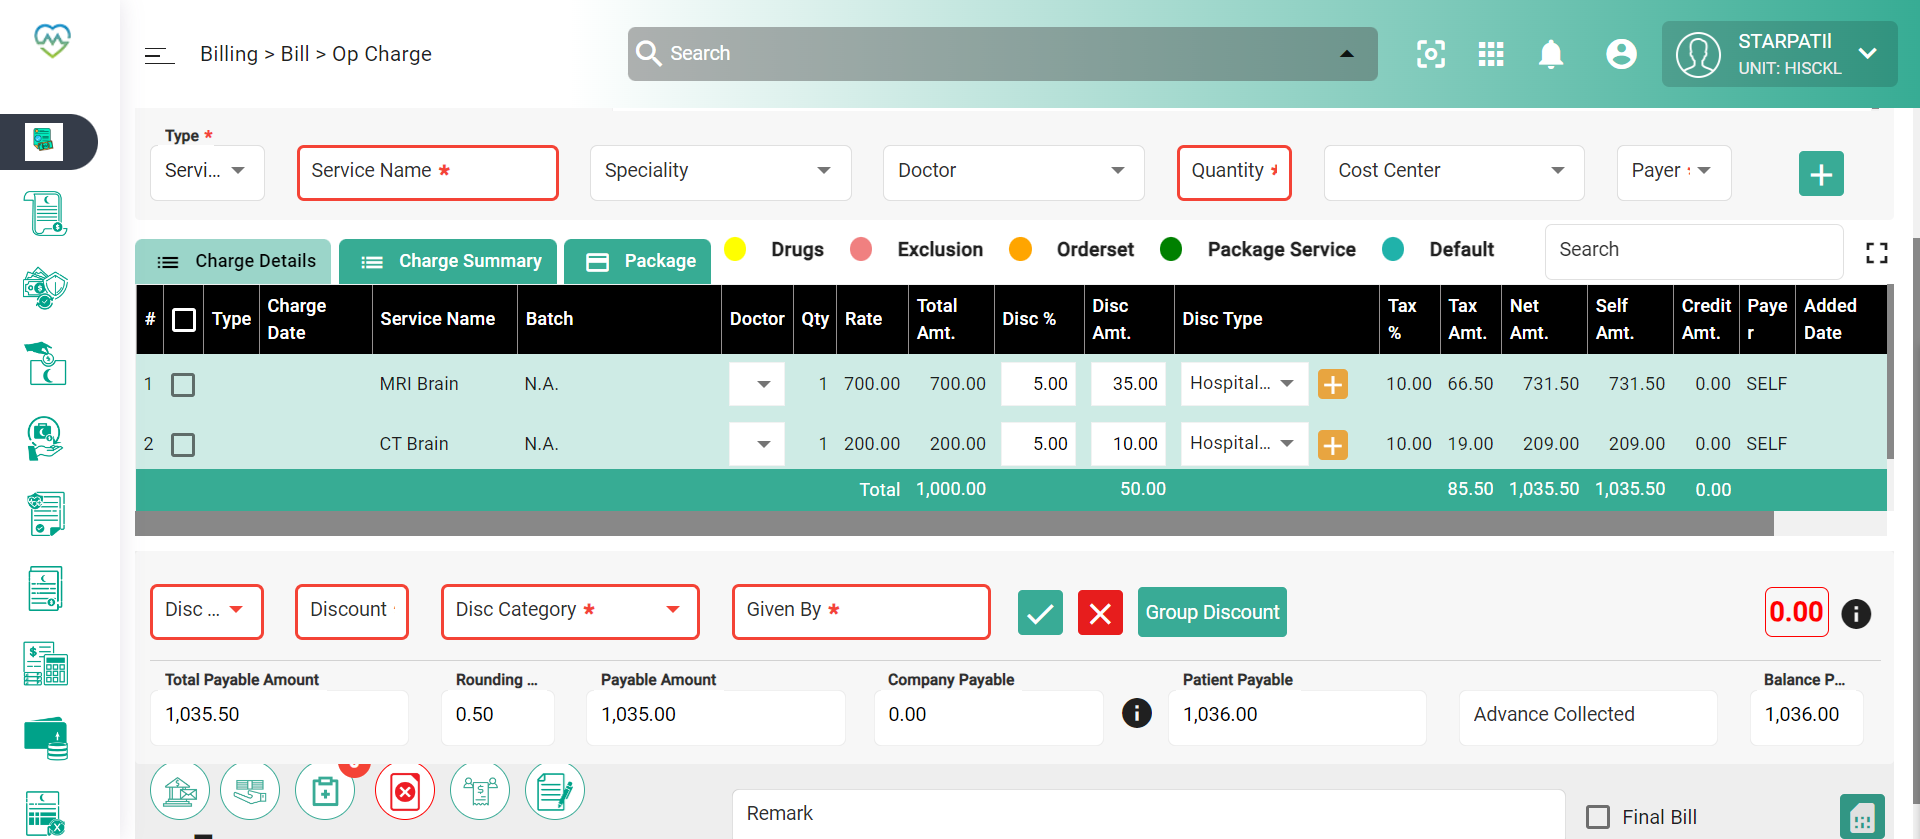 Billing > Bill > Op Charge
Search
STARPATIl
UNIT: HISCKL
Type *
Servi...
Service Name *
Speciality
Doctor
Quantity *
Cost Center
Payer
Charge Details
Charge Summary
Package
Drugs
Exclusion
Orderset
Package Service
Default
Search
# Type Charge Date Service Name Batch Doctor Qty Rate Total Amt. Disc % Disc Amt. Disc Type Tax % Tax Amt. Net Amt. Self Amt. Credit Amt. Payer Added Date
1 MRI Brain N.A. 1 700.00 700.00 5.00 35.00 Hospital... 10.00 66.50 731.50 731.50 0.00 SELF
2 CT Brain N.A. 1 200.00 200.00 5.00 10.00 Hospital... 10.00 19.00 209.00 209.00 0.00 SELF
Total 1,000.00 50.00 85.50 1,035.50 1,035.50 0.00
Disc ...
Discount
Disc Category *
Given By *
Group Discount
0.00
Total Payable Amount
1,035.50
Rounding ...
0.50
Payable Amount
1,035.00
Company Payable
0.00
Patient Payable
1,036.00
Advance Collected
Balance P...
1,036.00
Remark
Final Bill